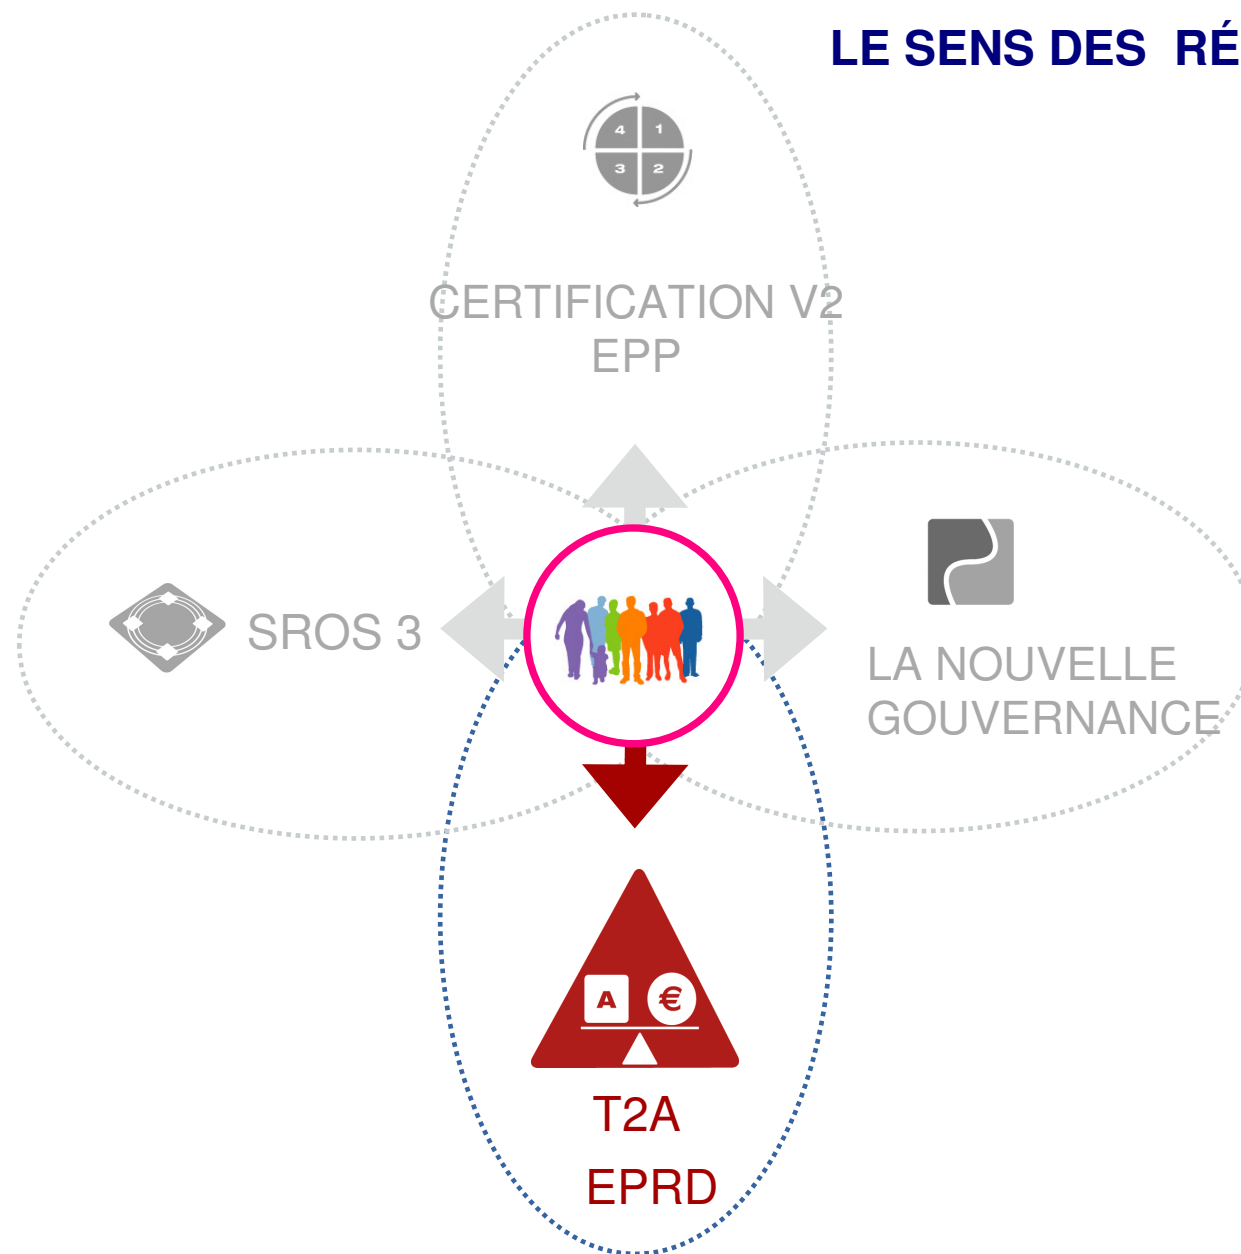 LE SENS DES RÉ
4 1
3 2
CERTIFICATION V2
EPP
SROS 3
LA NOUVELLE
GOUVERNANCE
A €
T2A
EPRD